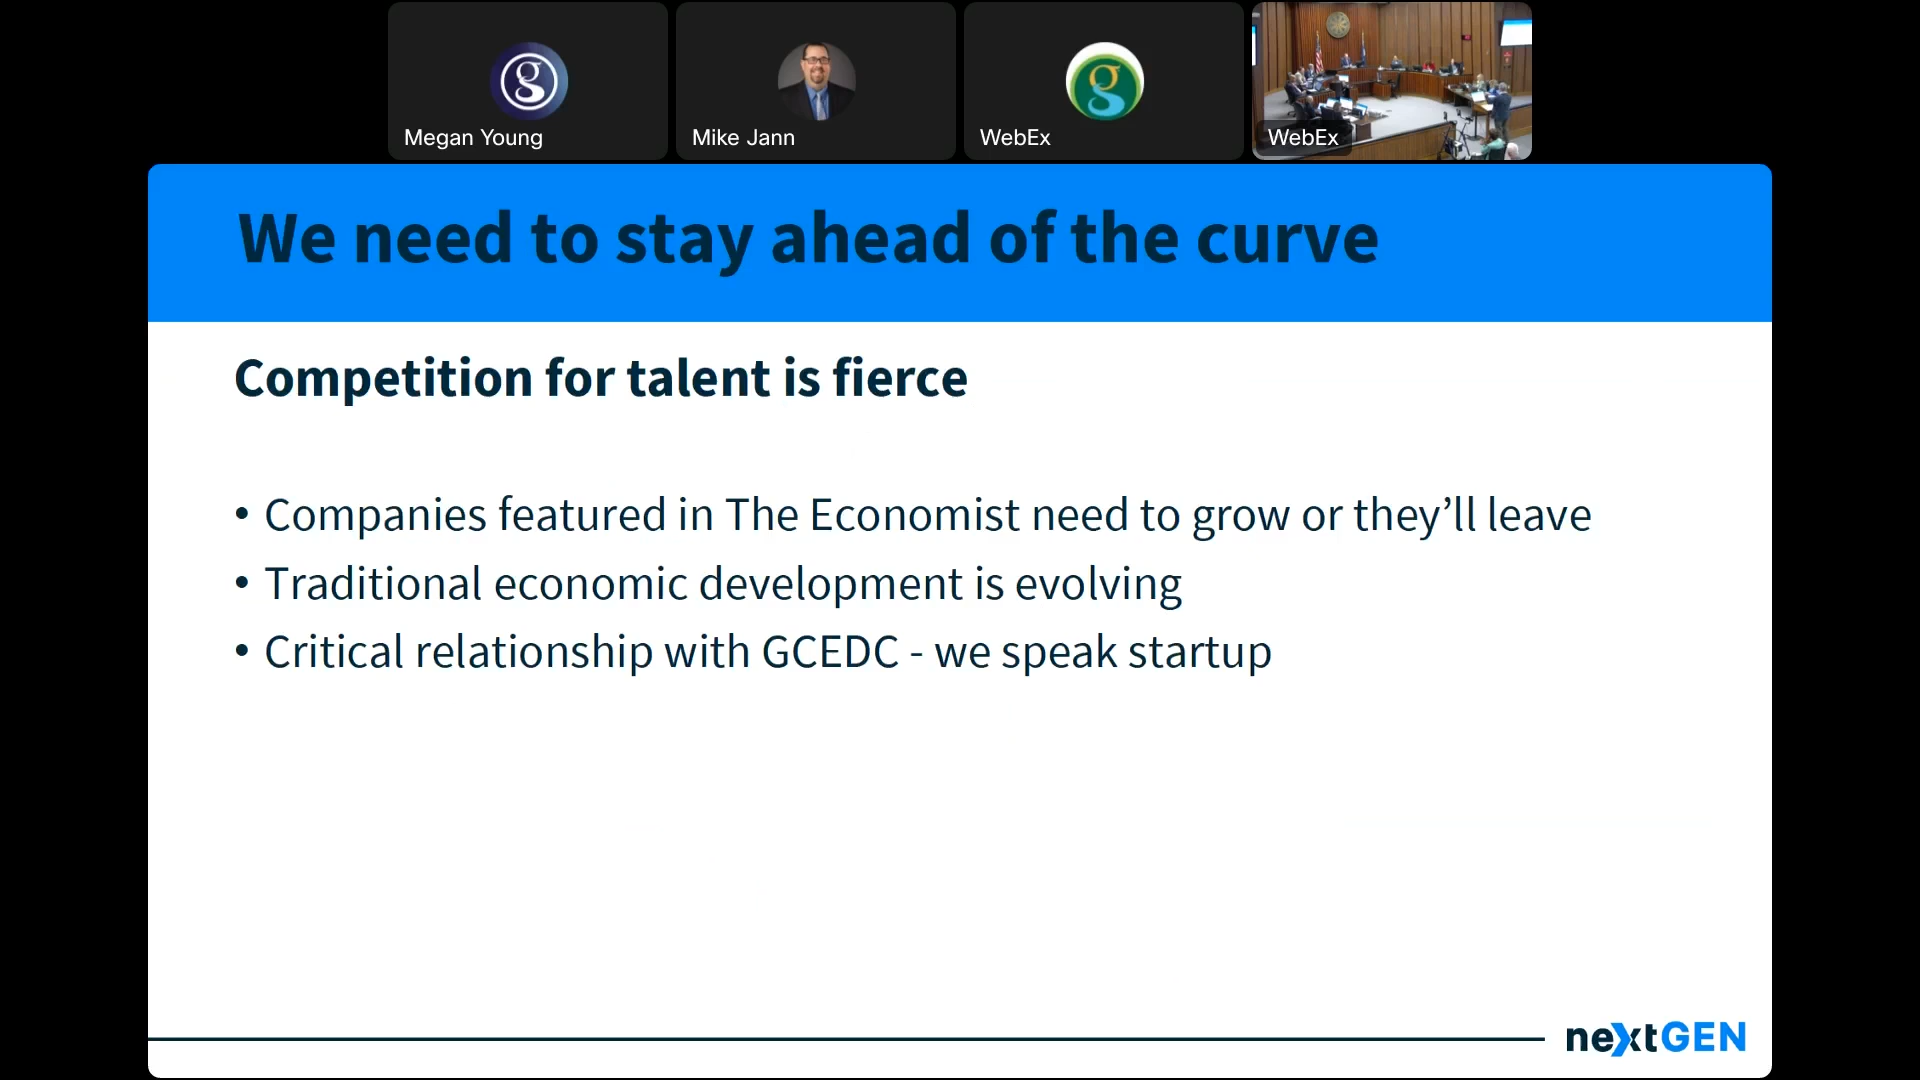 Megan Young
Mike Jann
WebEx
WebEx
We need to stay ahead of the curve
Competition for talent is fierce
• Companies featured in The Economist need to grow or they’ll leave
• Traditional economic development is evolving
• Critical relationship with GCEDC - we speak startup
nextGEN